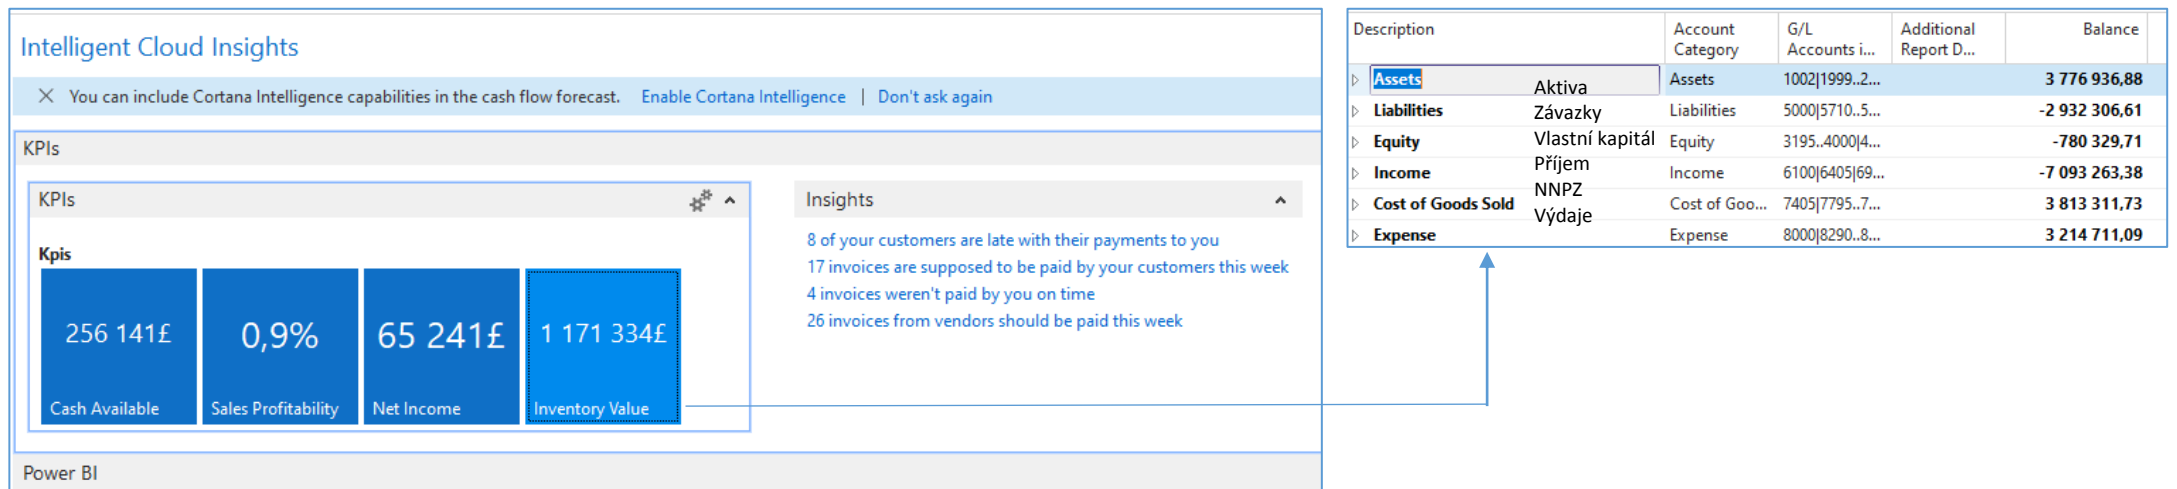 Intelligent Cloud Insights
You can include Cortana Intelligence capabilities in the cash flow forecast. Enable Cortana Intelligence | Don't ask again
KPIs
KPIs
Kpis
256 141£
Cash Available
0,9%
Sales Profitability
65 241£
Net Income
1 171 334£
Inventory Value
Insights
8 of your customers are late with their payments to you
17 invoices are supposed to be paid by your customers this week
4 invoices weren't paid by you on time
26 invoices from vendors should be paid this week
Power BI
Description Account Category G/L Accounts i... Additional Report D... Balance
Assets Aktiva Assets 1002|1999..2... 3 776 936,88
Liabilities Závazky Liabilities 5000|5710..5... -2 932 306,61
Equity Vlastní kapitál Equity 3195..4000|4... -780 329,71
Income Příjem Income 6100|6405|69... -7 093 263,38
Cost of Goods Sold NNPZ Cost of Goo... 7405|7795..7... 3 813 311,73
Expense Výdaje Expense 8000|8290..8... 3 214 711,09